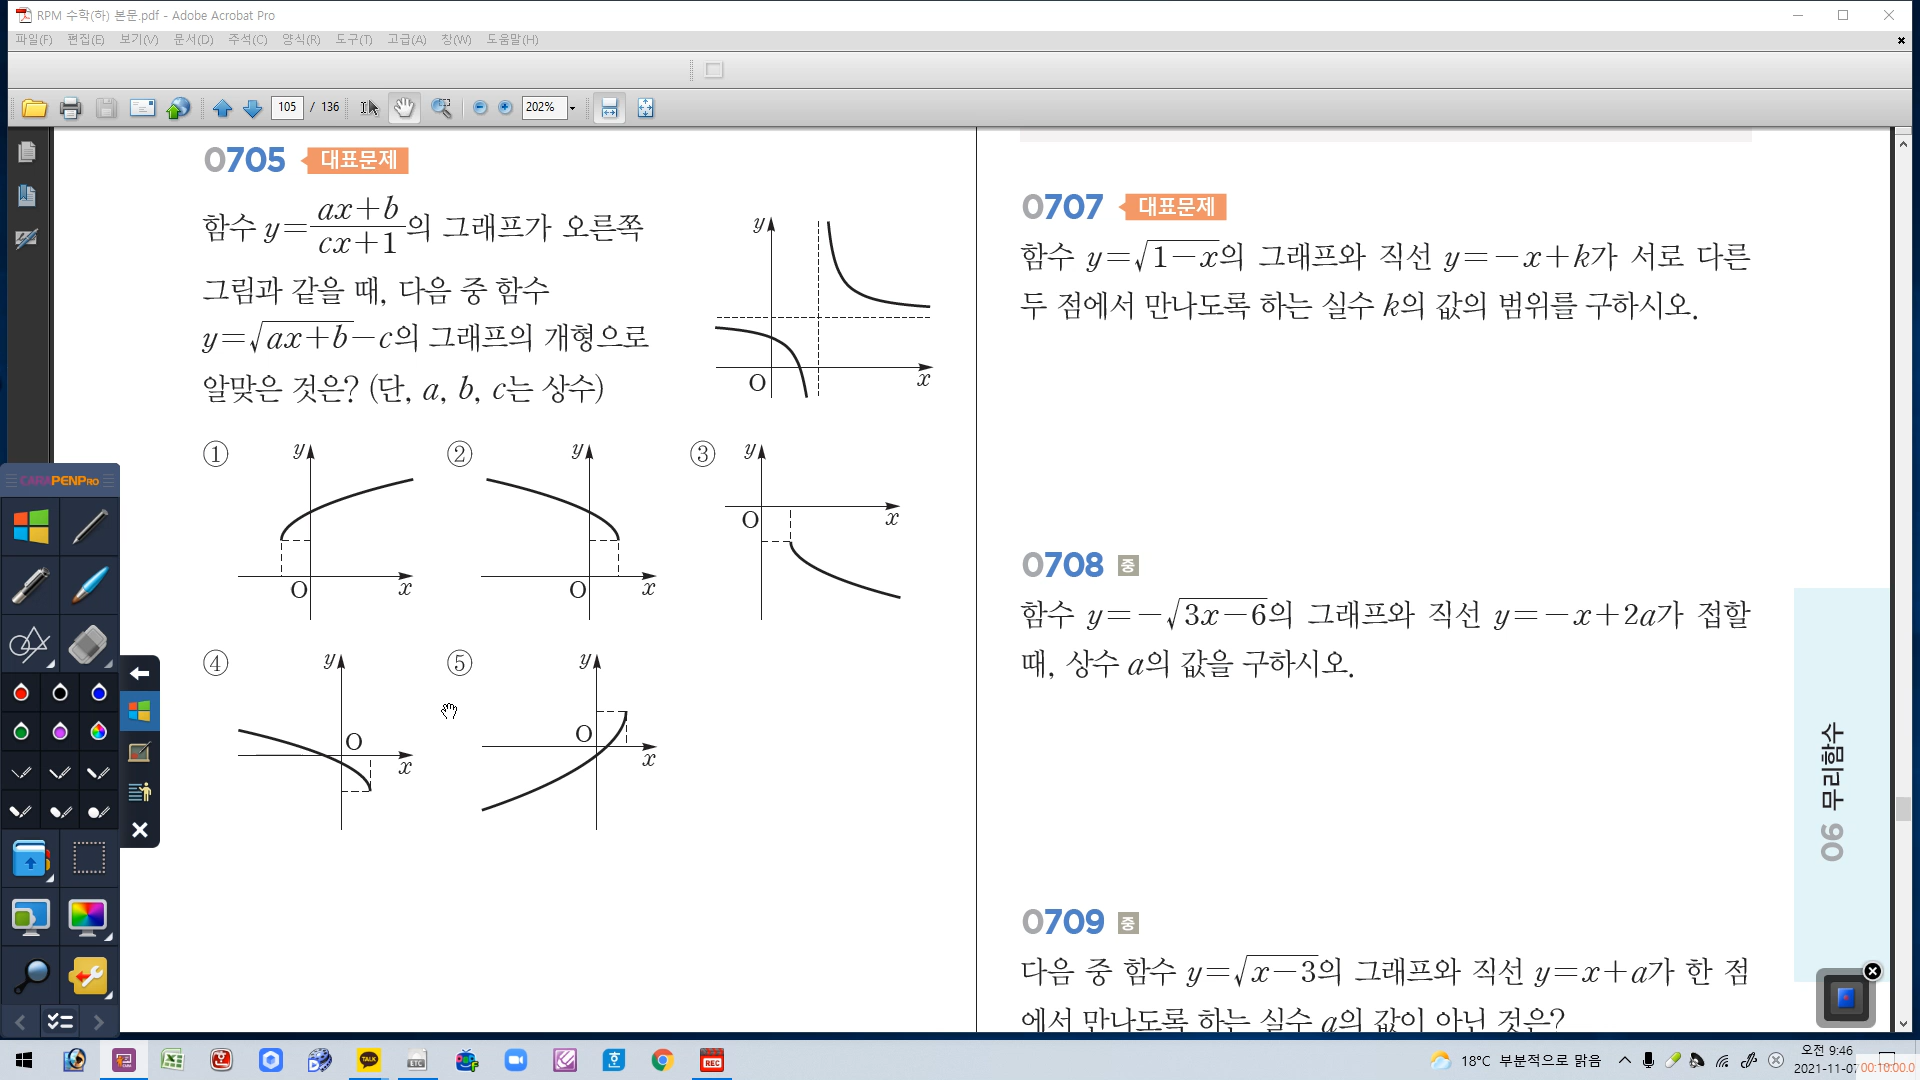 RPM 수학(하) 본문.pdf - Adobe Acrobat Pro
파일(F) 편집(E) 보기(V) 문서(D) 주석(C) 양식(R) 도구(T) 고급(A) 창(W) 도움말(H)
105 / 136 202%
0705 대표문제
함수 y=\frac{ax+b}{cx+1}의 그래프가 오른쪽
그림과 같을 때, 다음 중 함수
y=√(ax+b)-c의 그래프의 개형으로
알맞은 것은? (단, a, b, c는 상수)
y
O
x
① y O x
② y O x
③ y O x
④ y O x
⑤ y O x
0707 대표문제
함수 y=√(1-x)의 그래프와 직선 y=-x+k가 서로 다른
두 점에서 만나도록 하는 실수 k의 값의 범위를 구하시오.
0708 중
함수 y=-√(3x-6)의 그래프와 직선 y=-x+2a가 접할
때, 상수 a의 값을 구하시오.
0709 중
다음 중 함수 y=√(x-3)의 그래프와 직선 y=x+a가 한 점
에서 만나도록 하는 실수 a의 값이 아닌 것은?
06 무리함수
CARAPENPRO
TALK
ETC
REC
18°C 부분적으로 맑음
오전 9:46
2021-11-07
00:10:00.0